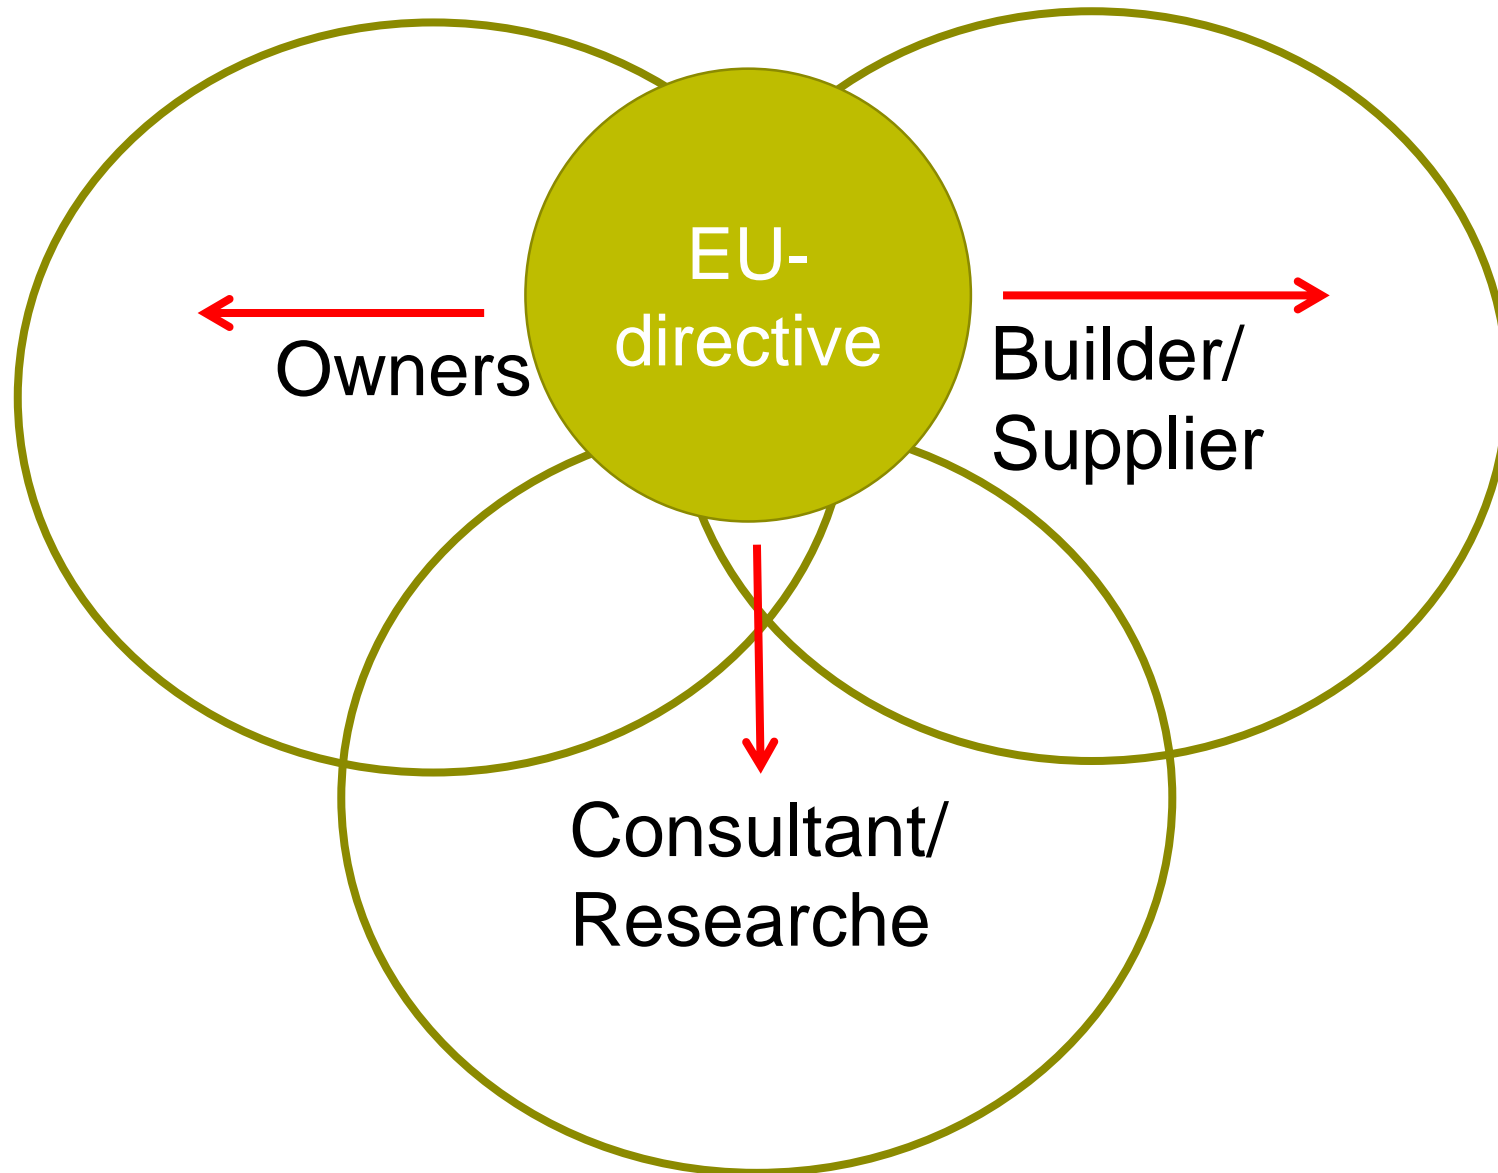 EU-
directive
Owners
Builder/
Supplier
Consultant/
Researche